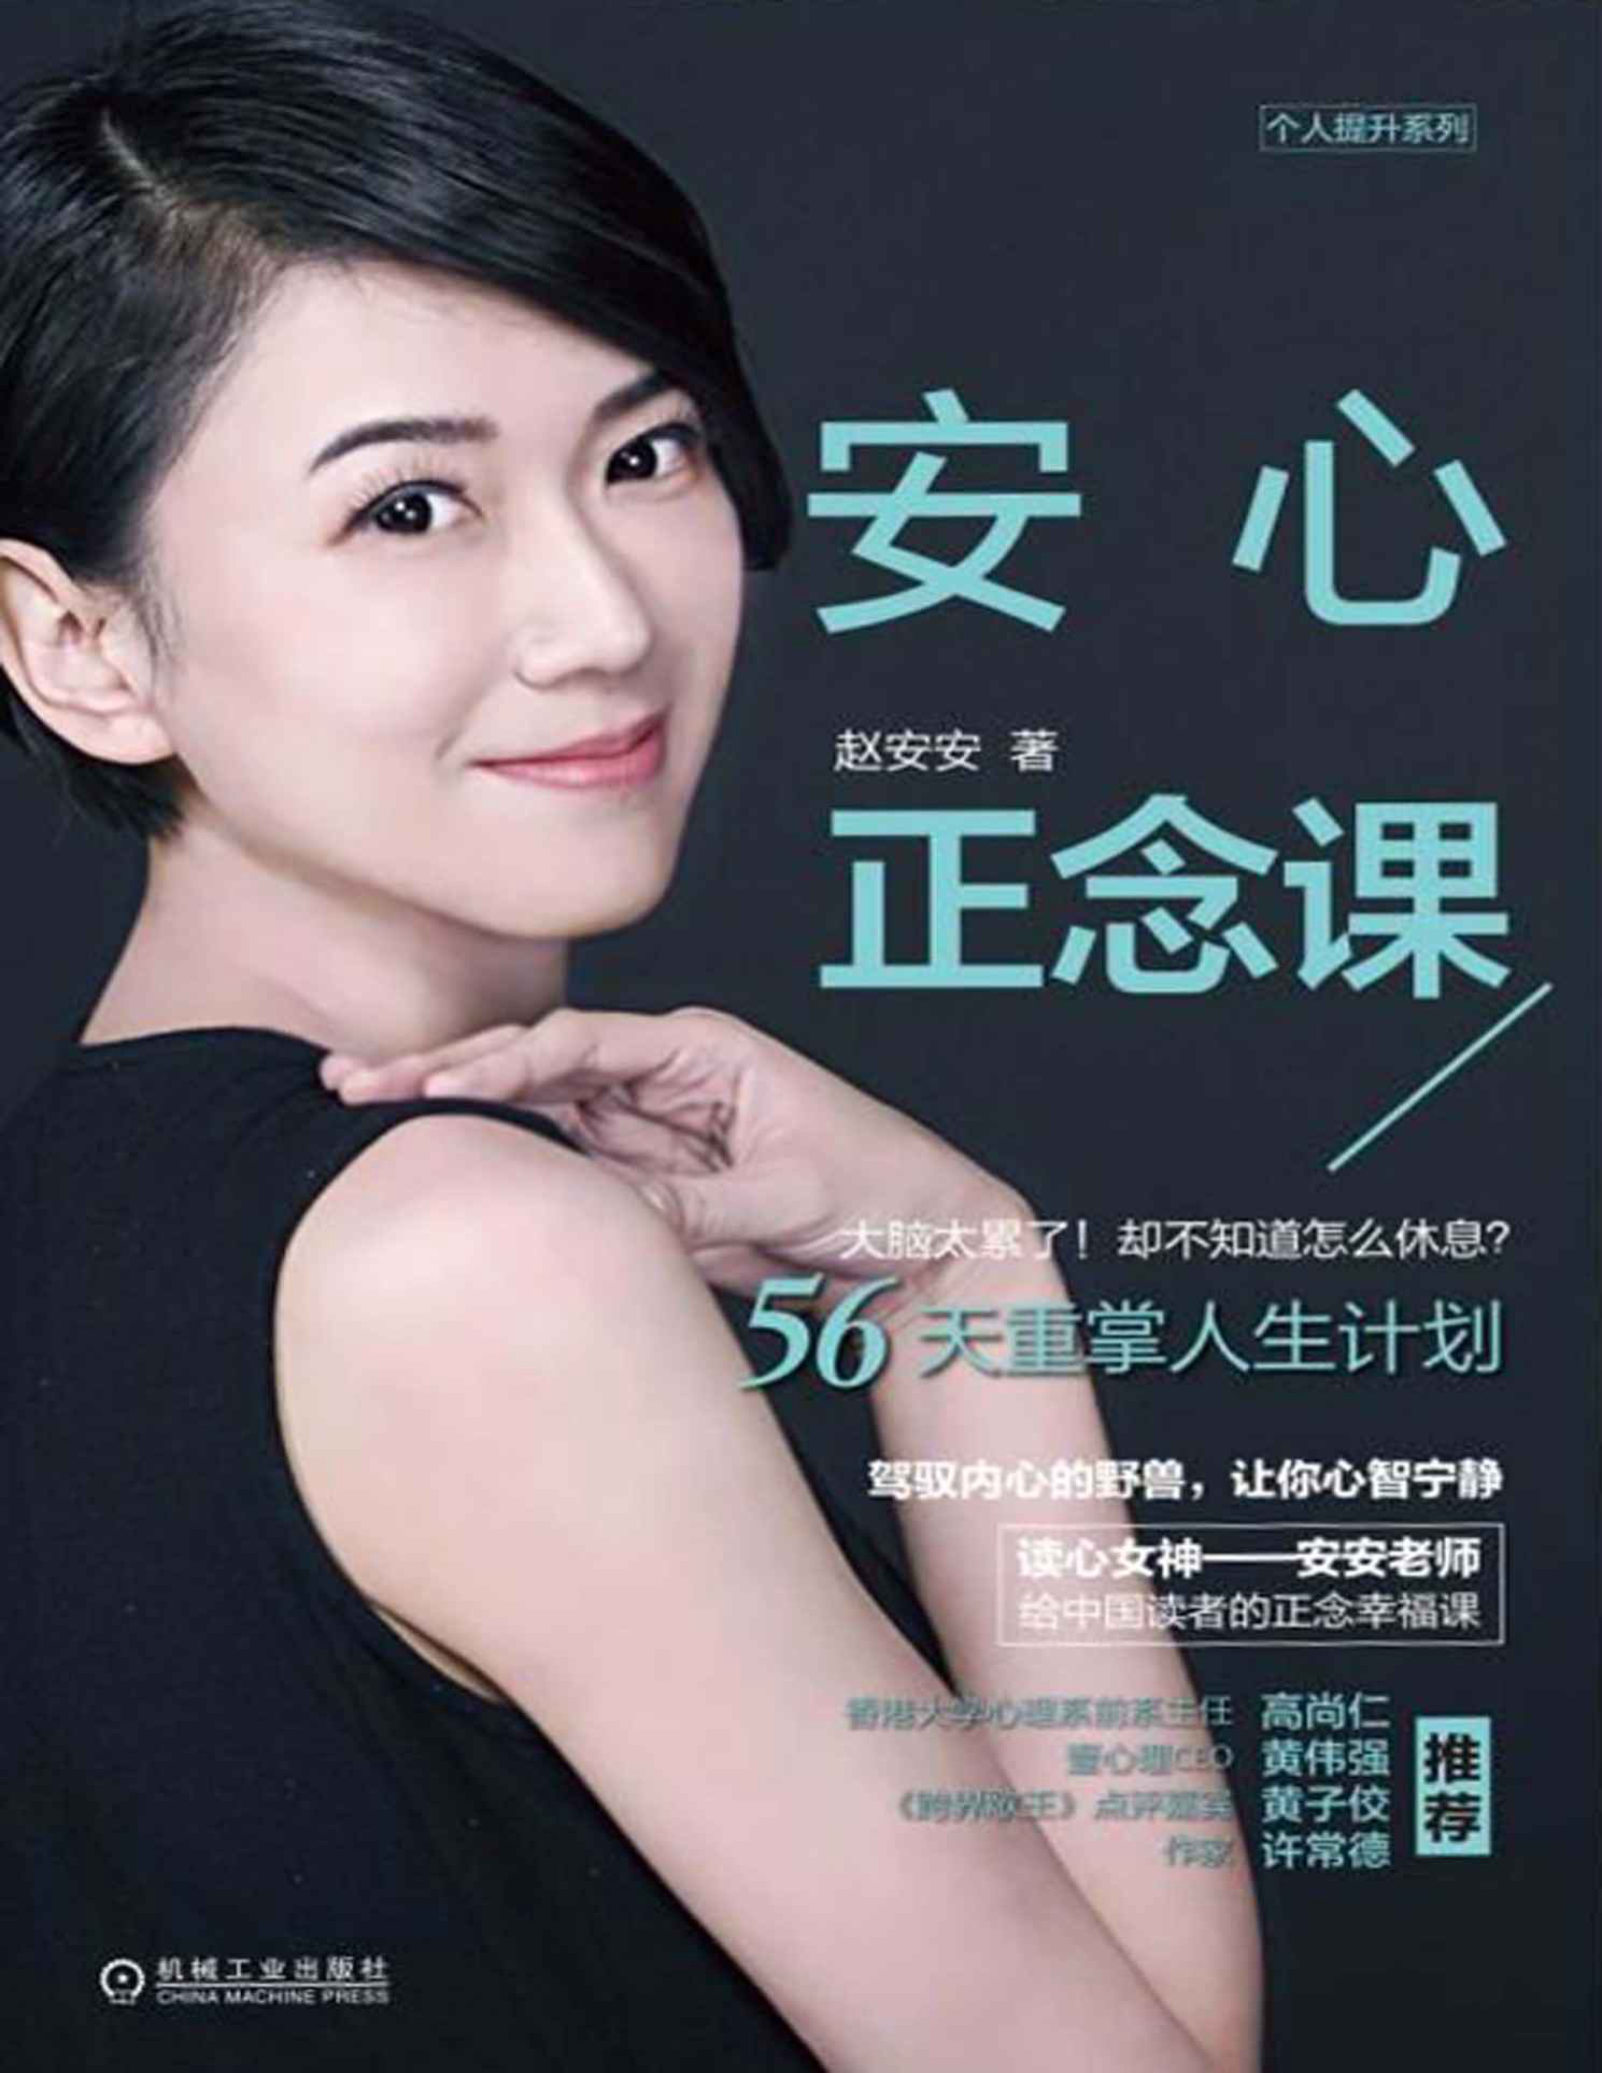 个人提升系列
安心
赵安安 著
正念课
大脑太累了！却不知道怎么休息？
56天重掌人生计划
驾驭内心的野兽，让你心智宁静
读心女神——安安老师
给中国读者的正念幸福课
香港大学心理系前系主任 高尚仁
壹心理CEO 黄伟强
《跨界歌王》点评嘉宾 黄子佼
作家 许常德
推荐
机械工业出版社
CHINA MACHINE PRESS